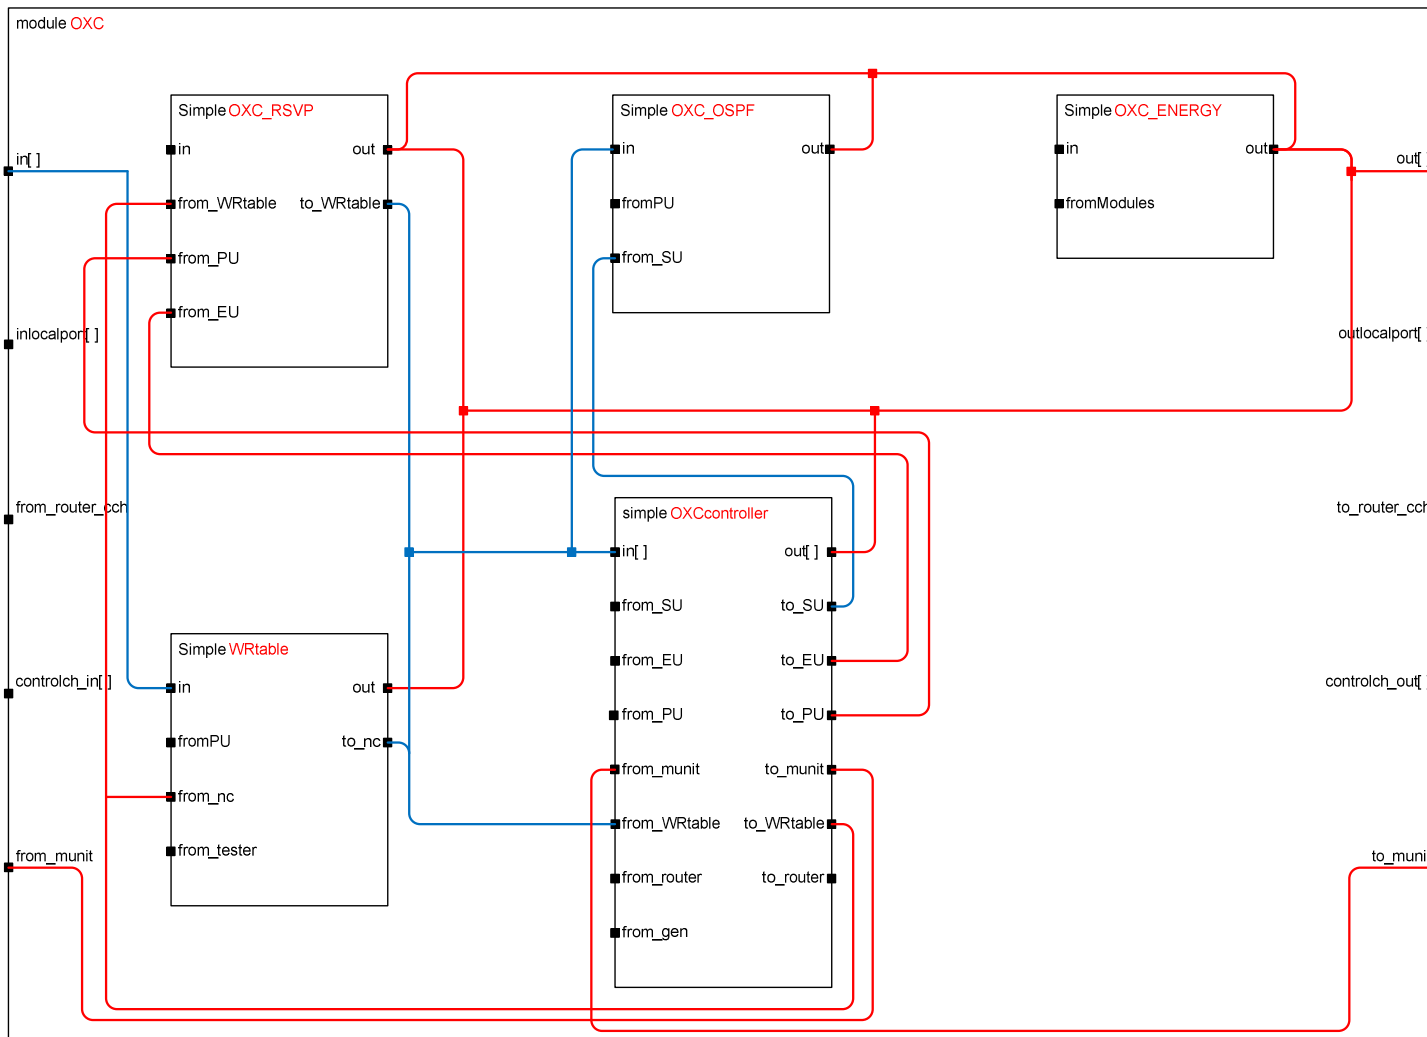 module OXC
in[ ]
inlocalport[ ]
from_router_cch
controlch_in[ ]
from_munit
Simple OXC_RSVP
in
out
from_WRtable
to_WRtable
from_PU
from_EU
Simple OXC_OSPF
in
out
fromPU
from_SU
Simple OXC_ENERGY
in
out
fromModules
out[
outlocalport[
to_router_cch
controlch_out[
to_muni
Simple WRtable
in
out
fromPU
to_nc
from_nc
from_tester
simple OXCcontroller
in[ ]
out[ ]
from_SU
to_SU
from_EU
to_EU
from_PU
to_PU
from_munit
to_munit
from_WRtable
to_WRtable
from_router
to_router
from_gen